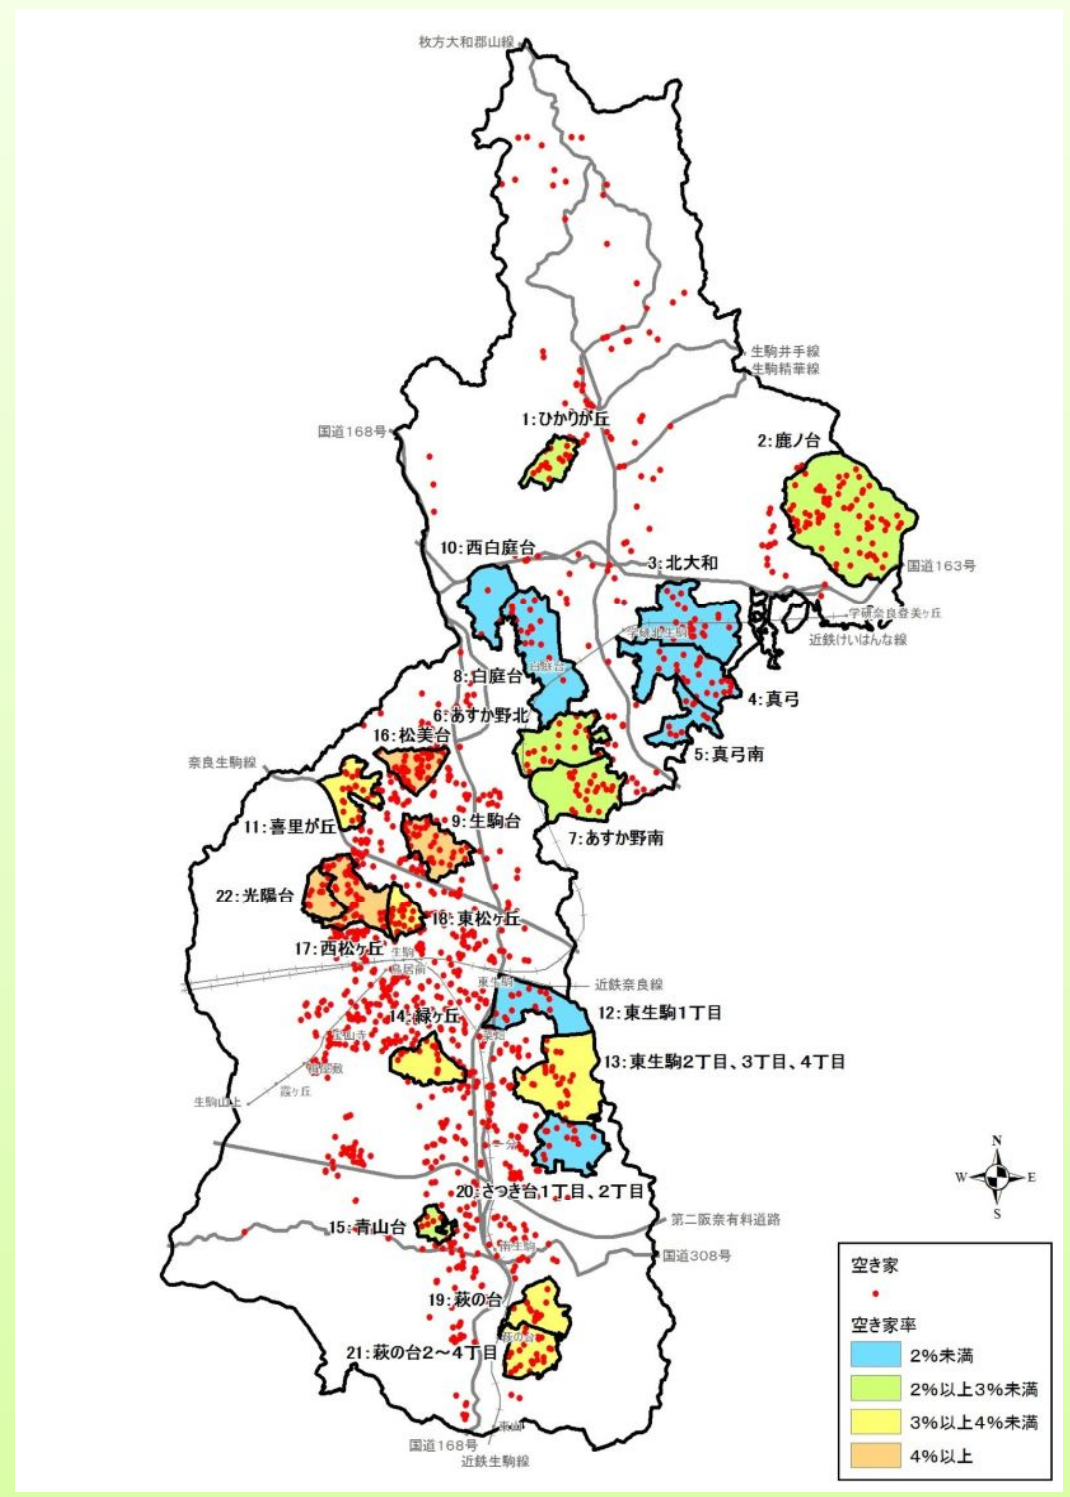 枚方大和郡山線
生駒井手線
生駒精華線
1:ひかりが丘
国道168号
2:鹿ノ台
10:西白庭台
3:北大和
国道163号
学研奈良登美ヶ丘
学研北生駒
近鉄けいはんな線
白庭台
8:白庭台
4:真弓
6:あすか野北
16:松美台
5:真弓南
奈良生駒線
11:喜里が丘
9:生駒台
7:あすか野南
22:光陽台
18:東松ヶ丘
17:西松ヶ丘
生駒
鳥居前
東生駒
近鉄奈良線
14:緑ヶ丘
12:東生駒1丁目
菜畑
宝山寺
13:東生駒2丁目、3丁目、4丁目
梅屋敷
霞ヶ丘
生駒山上
一分
20:さつき台1丁目、2丁目
15:青山台
第二阪奈有料道路
南生駒
国道308号
19:萩の台
萩の台
21:萩の台2～4丁目
東山
国道168号
近鉄生駒線
N
W
E
S
空き家
空き家率
2%未満
2%以上3%未満
3%以上4%未満
4%以上